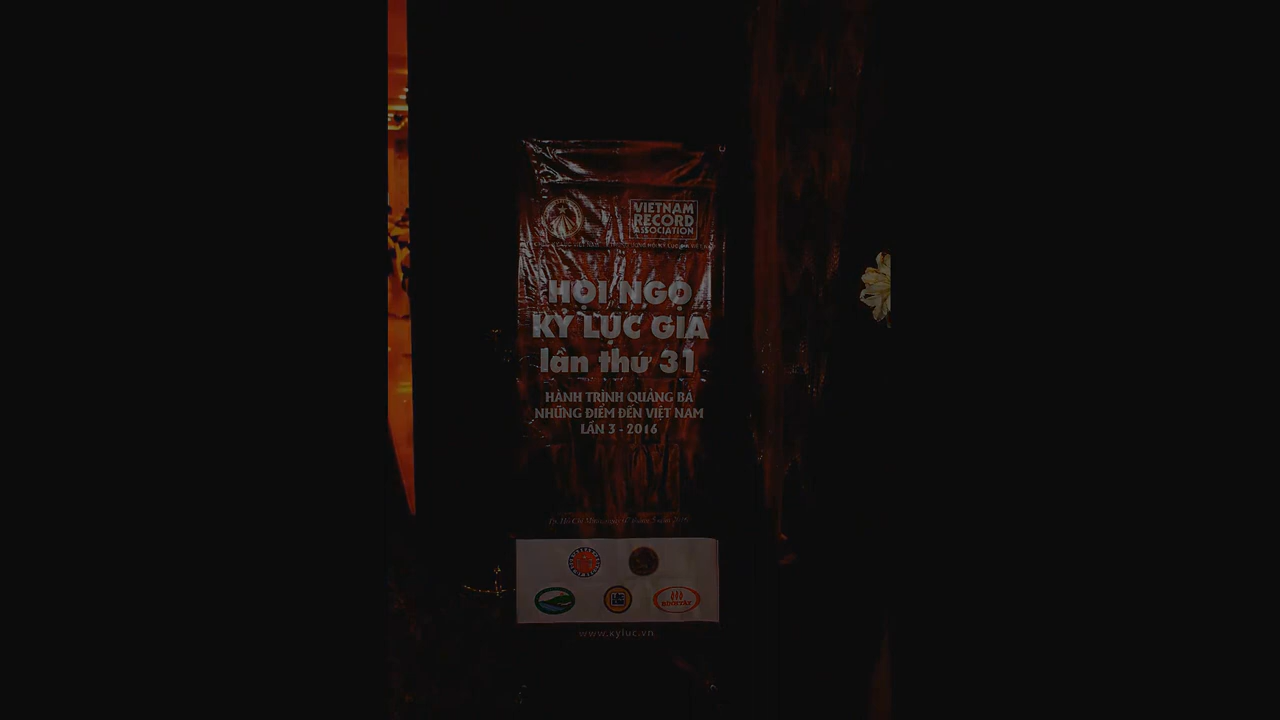 VIETNAM
RECORD
ASSOCIATION
HỘI NGỘ
KỶ LỤC GIA
lần thứ 31
HÀNH TRÌNH QUẢNG BÁ
NHỮNG ĐIỂM ĐẾN VIỆT NAM
LẦN 3 - 2016
www.kyluc.vn